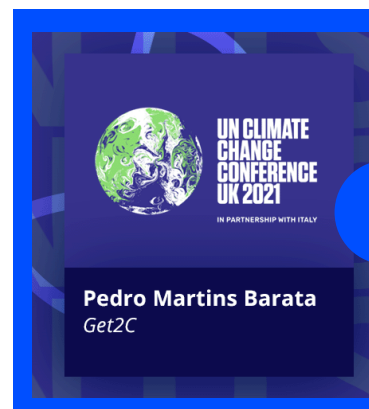 UN CLIMATE
CHANGE
CONFERENCE
UK 2021
IN PARTNERSHIP WITH ITALY
Pedro Martins Barata
Get2C